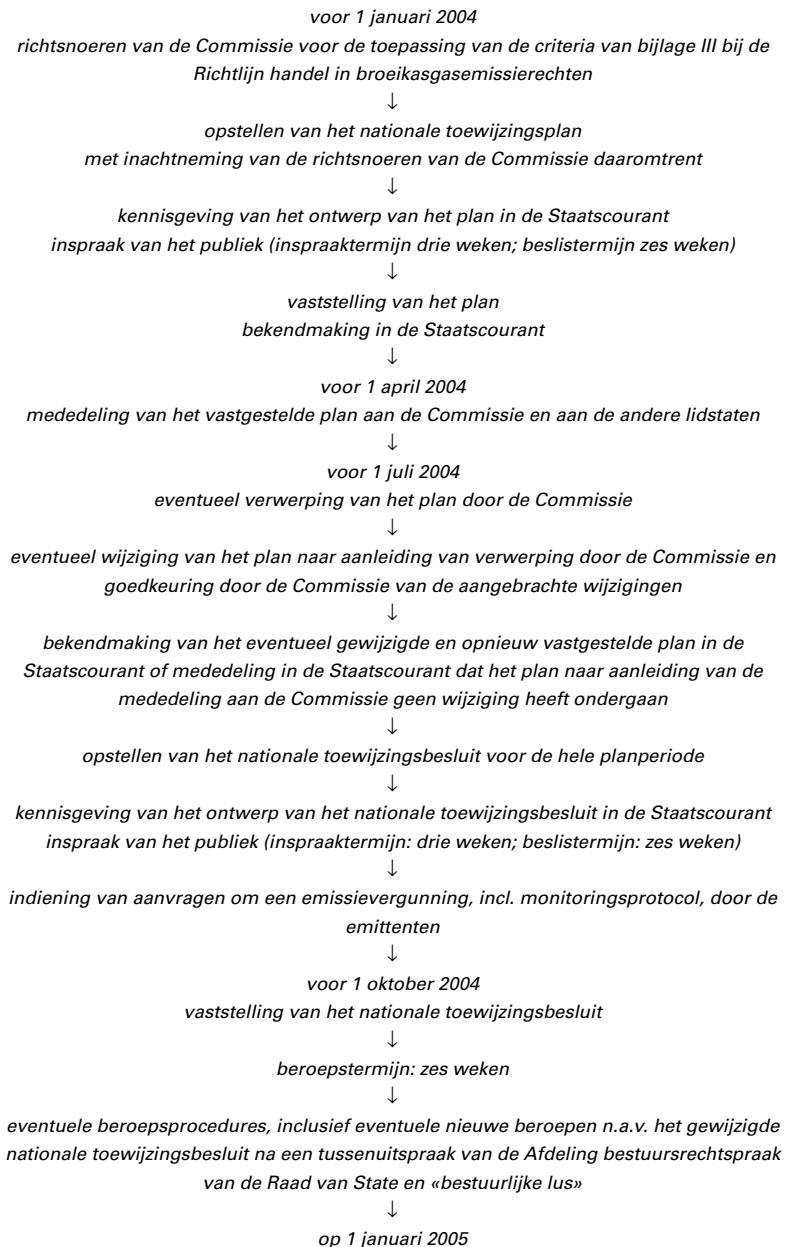 voor 1 januari 2004
richtsnoeren van de Commissie voor de toepassing van de criteria van bijlage III bij de
Richtlijn handel in broeikasgasemissierechten
↓
opstellen van het nationale toewijzingsplan
met inachtneming van de richtsnoeren van de Commissie daaromtrent
↓
kennisgeving van het ontwerp van het plan in de Staatscourant
inspraak van het publiek (inspraaktermijn drie weken; beslistermijn zes weken)
↓
vaststelling van het plan
bekendmaking in de Staatscourant
↓
voor 1 april 2004
mededeling van het vastgestelde plan aan de Commissie en aan de andere lidstaten
↓
voor 1 juli 2004
eventueel verwerping van het plan door de Commissie
↓
eventueel wijziging van het plan naar aanleiding van verwerping door de Commissie en
goedkeuring door de Commissie van de aangebrachte wijzigingen
↓
bekendmaking van het eventueel gewijzigde en opnieuw vastgestelde plan in de
Staatscourant of mededeling in de Staatscourant dat het plan naar aanleiding van de
mededeling aan de Commissie geen wijziging heeft ondergaan
↓
opstellen van het nationale toewijzingsbesluit voor de hele planperiode
↓
kennisgeving van het ontwerp van het nationale toewijzingsbesluit in de Staatscourant
inspraak van het publiek (inspraaktermijn: drie weken; beslistermijn: zes weken)
↓
indiening van aanvragen om een emissievergunning, incl. monitoringsprotocol, door de
emittenten
↓
voor 1 oktober 2004
vaststelling van het nationale toewijzingsbesluit
↓
beroepstermijn: zes weken
↓
eventuele beroepsprocedures, inclusief eventuele nieuwe beroepen n.a.v. het gewijzigde
nationale toewijzingsbesluit na een tussenuitspraak van de Afdeling bestuursrechtspraak
van de Raad van State en «bestuurlijke lus»
↓
op 1 januari 2005